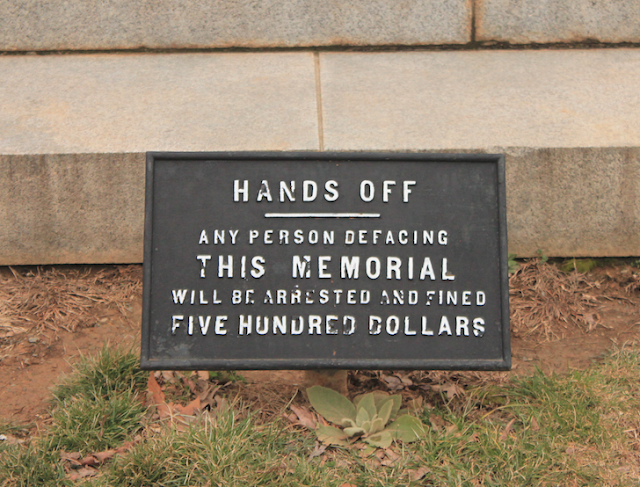 HANDS OFF
ANY PERSON DEFACING
THIS MEMORIAL
WILL BE ARRESTED AND FINED
FIVE HUNDRED DOLLARS